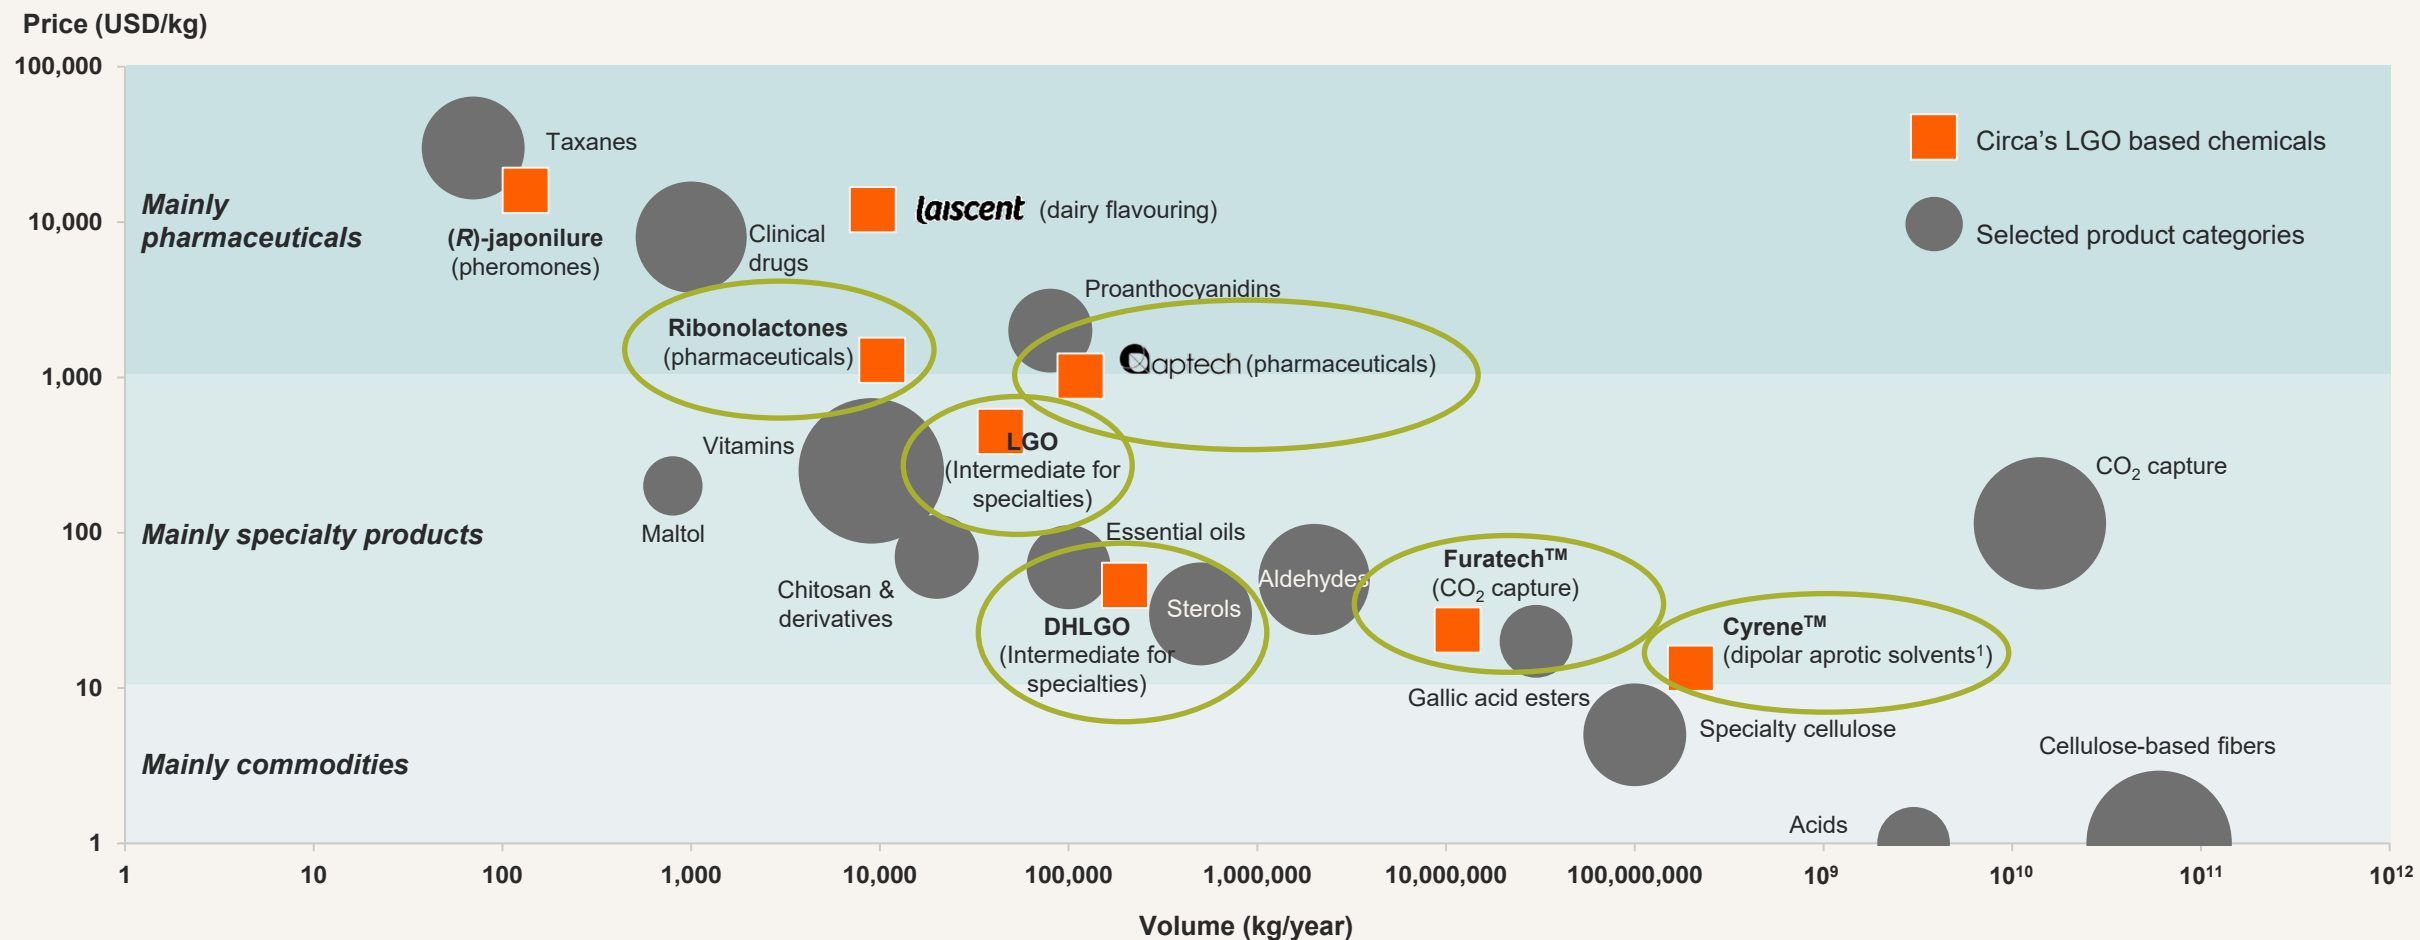 Price (USD/kg)
100,000
10,000
1,000
100
10
1
Mainly
pharmaceuticals
Mainly specialty products
Mainly commodities
Taxanes
(R)-japonilure
(pheromones)
Clinical
drugs
laiscent (dairy flavouring)
Circa's LGO based chemicals
Selected product categories
Proanthocyanidins
Ribonolactones
(pharmaceuticals)
aptech (pharmaceuticals)
Vitamins
LGO
(Intermediate for
specialties)
Maltol
Chitosan &
derivatives
Essential oils
DHLGO
(Intermediate for
specialties)
Sterols
Aldehydes
Furatech™
(CO₂ capture)
Gallic acid esters
CO₂ capture
Cyrene™
(dipolar aprotic solvents¹)
Specialty cellulose
Cellulose-based fibers
Acids
1 10 100 1,000 10,000 100,000 1,000,000 10,000,000 100,000,000 10⁹ 10¹⁰ 10¹¹ 10¹²
Volume (kg/year)